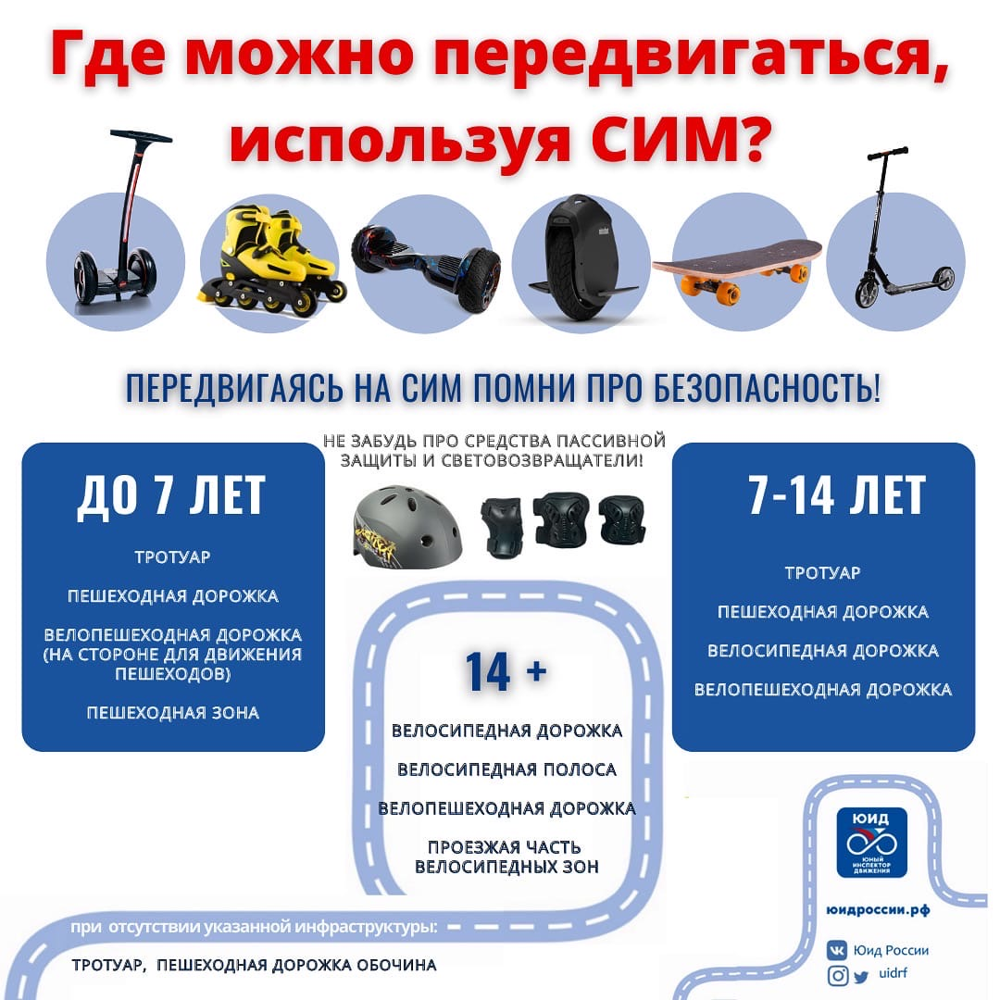 Где можно передвигаться,
используя СИМ?
ПЕРЕДВИГАЯСЬ НА СИМ ПОМНИ ПРО БЕЗОПАСНОСТЬ!
НЕ ЗАБУДЬ ПРО СРЕДСТВА ПАССИВНОЙ
ЗАЩИТЫ И СВЕТОВОЗВРАЩАТЕЛИ!
ДО 7 ЛЕТ
ТРОТУАР
ПЕШЕХОДНАЯ ДОРОЖКА
ВЕЛОПЕШЕХОДНАЯ ДОРОЖКА
(НА СТОРОНЕ ДЛЯ ДВИЖЕНИЯ
ПЕШЕХОДОВ)
ПЕШЕХОДНАЯ ЗОНА
7-14 ЛЕТ
ТРОТУАР
ПЕШЕХОДНАЯ ДОРОЖКА
ВЕЛОСИПЕДНАЯ ДОРОЖКА
ВЕЛОПЕШЕХОДНАЯ ДОРОЖКА
14 +
ВЕЛОСИПЕДНАЯ ДОРОЖКА
ВЕЛОСИПЕДНАЯ ПОЛОСА
ВЕЛОПЕШЕХОДНАЯ ДОРОЖКА
ПРОЕЗЖАЯ ЧАСТЬ
ВЕЛОСИПЕДНЫХ ЗОН
при отсутствии указанной инфраструктуры:
ТРОТУАР, ПЕШЕХОДНАЯ ДОРОЖКА ОБОЧИНА
ЮИД
ЮНЫЙ
ИНСПЕКТОР
ДВИЖЕНИЯ
юидроссии.рф
Юид России
uidrf